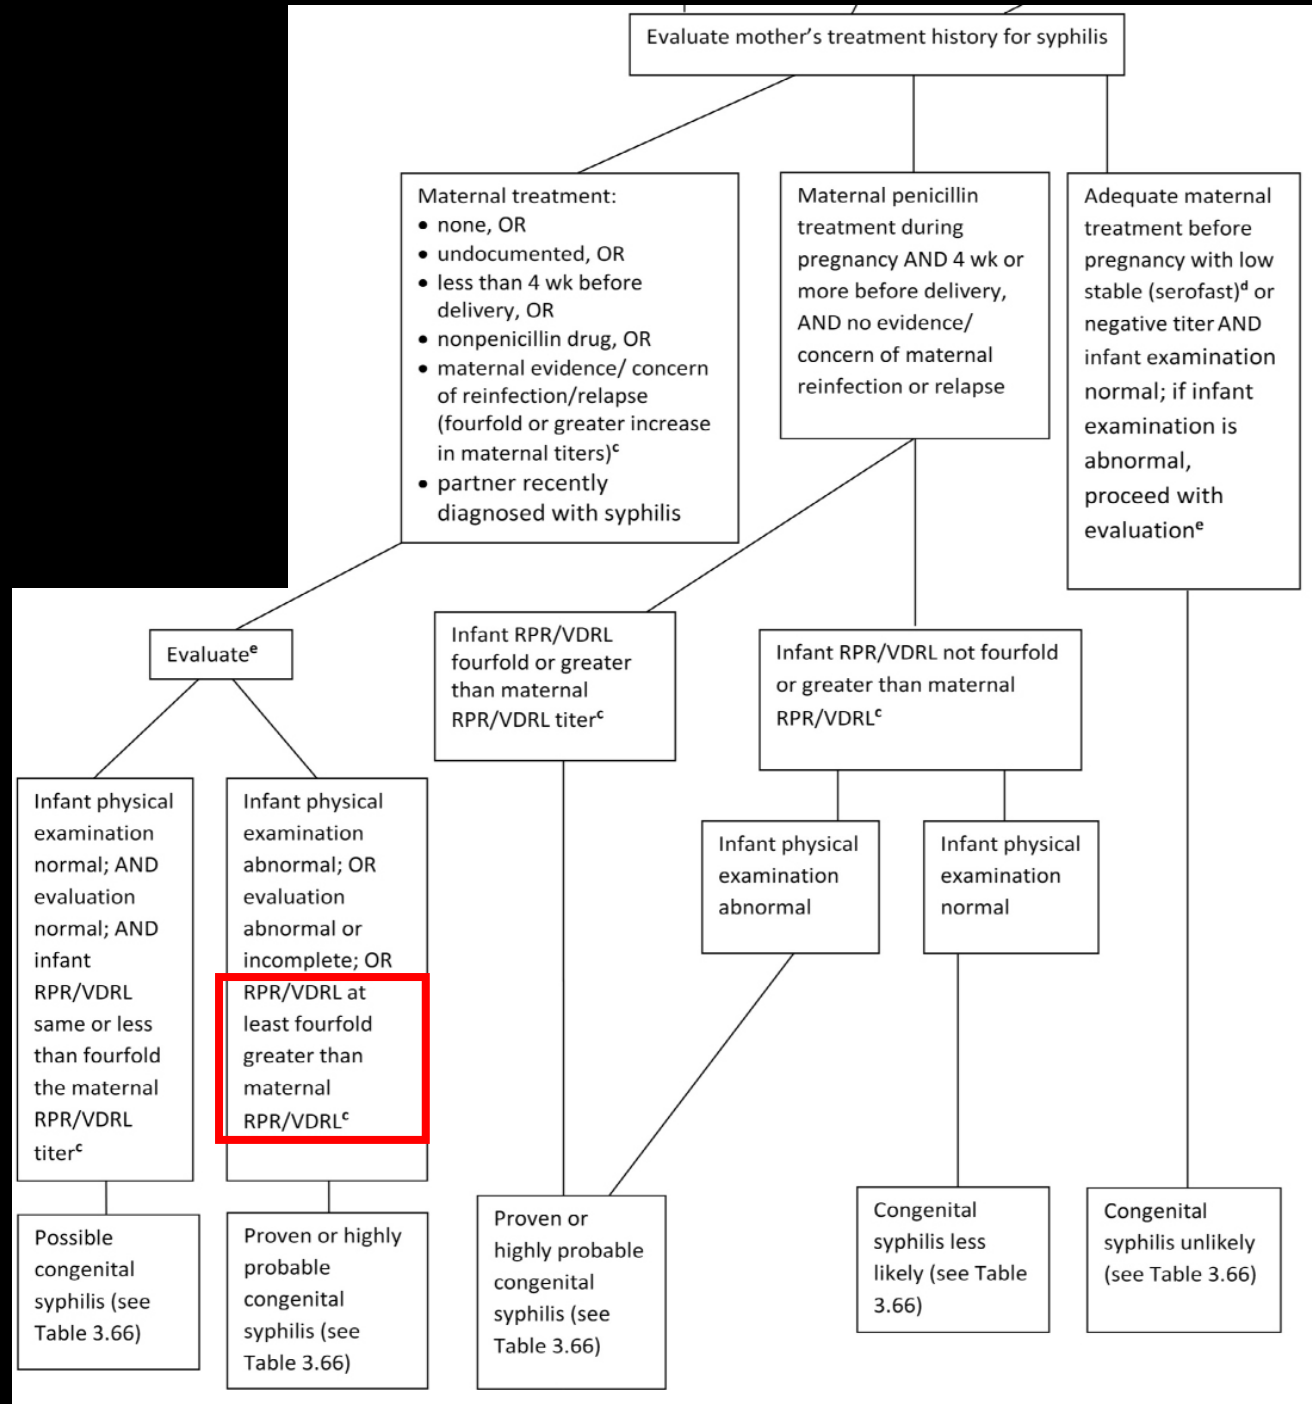 Evaluate mother's treatment history for syphilis
Maternal treatment:
• none, OR
• undocumented, OR
• less than 4 wk before
delivery, OR
• nonpenicillin drug, OR
• maternal evidence/ concern
of reinfection/relapse
(fourfold or greater increase
in maternal titers)c
• partner recently
diagnosed with syphilis
Maternal penicillin
treatment during
pregnancy AND 4 wk or
more before delivery,
AND no evidence/
concern of maternal
reinfection or relapse
Adequate maternal
treatment before
pregnancy with low
stable (serofast)d or
negative titer AND
infant examination
normal; if infant
examination is
abnormal,
proceed with
evaluatione
Evaluatee
Infant RPR/VDRL
fourfold or greater
than maternal
RPR/VDRL titerc
Infant RPR/VDRL not fourfold
or greater than maternal
RPR/VDRLc
Infant physical
examination
normal; AND
evaluation
normal; AND
infant
RPR/VDRL
same or less
than fourfold
the maternal
RPR/VDRL
titerc
Infant physical
examination
abnormal; OR
evaluation
abnormal or
incomplete; OR
RPR/VDRL at
least fourfold
greater than
maternal
RPR/VDRLc
Infant physical
examination
abnormal
Infant physical
examination
normal
Possible
congenital
syphilis (see
Table 3.66)
Proven or highly
probable
congenital
syphilis (see
Table 3.66)
Proven or
highly probable
congenital
syphilis (see
Table 3.66)
Congenital
syphilis less
likely (see Table
3.66)
Congenital
syphilis unlikely
(see Table 3.66)